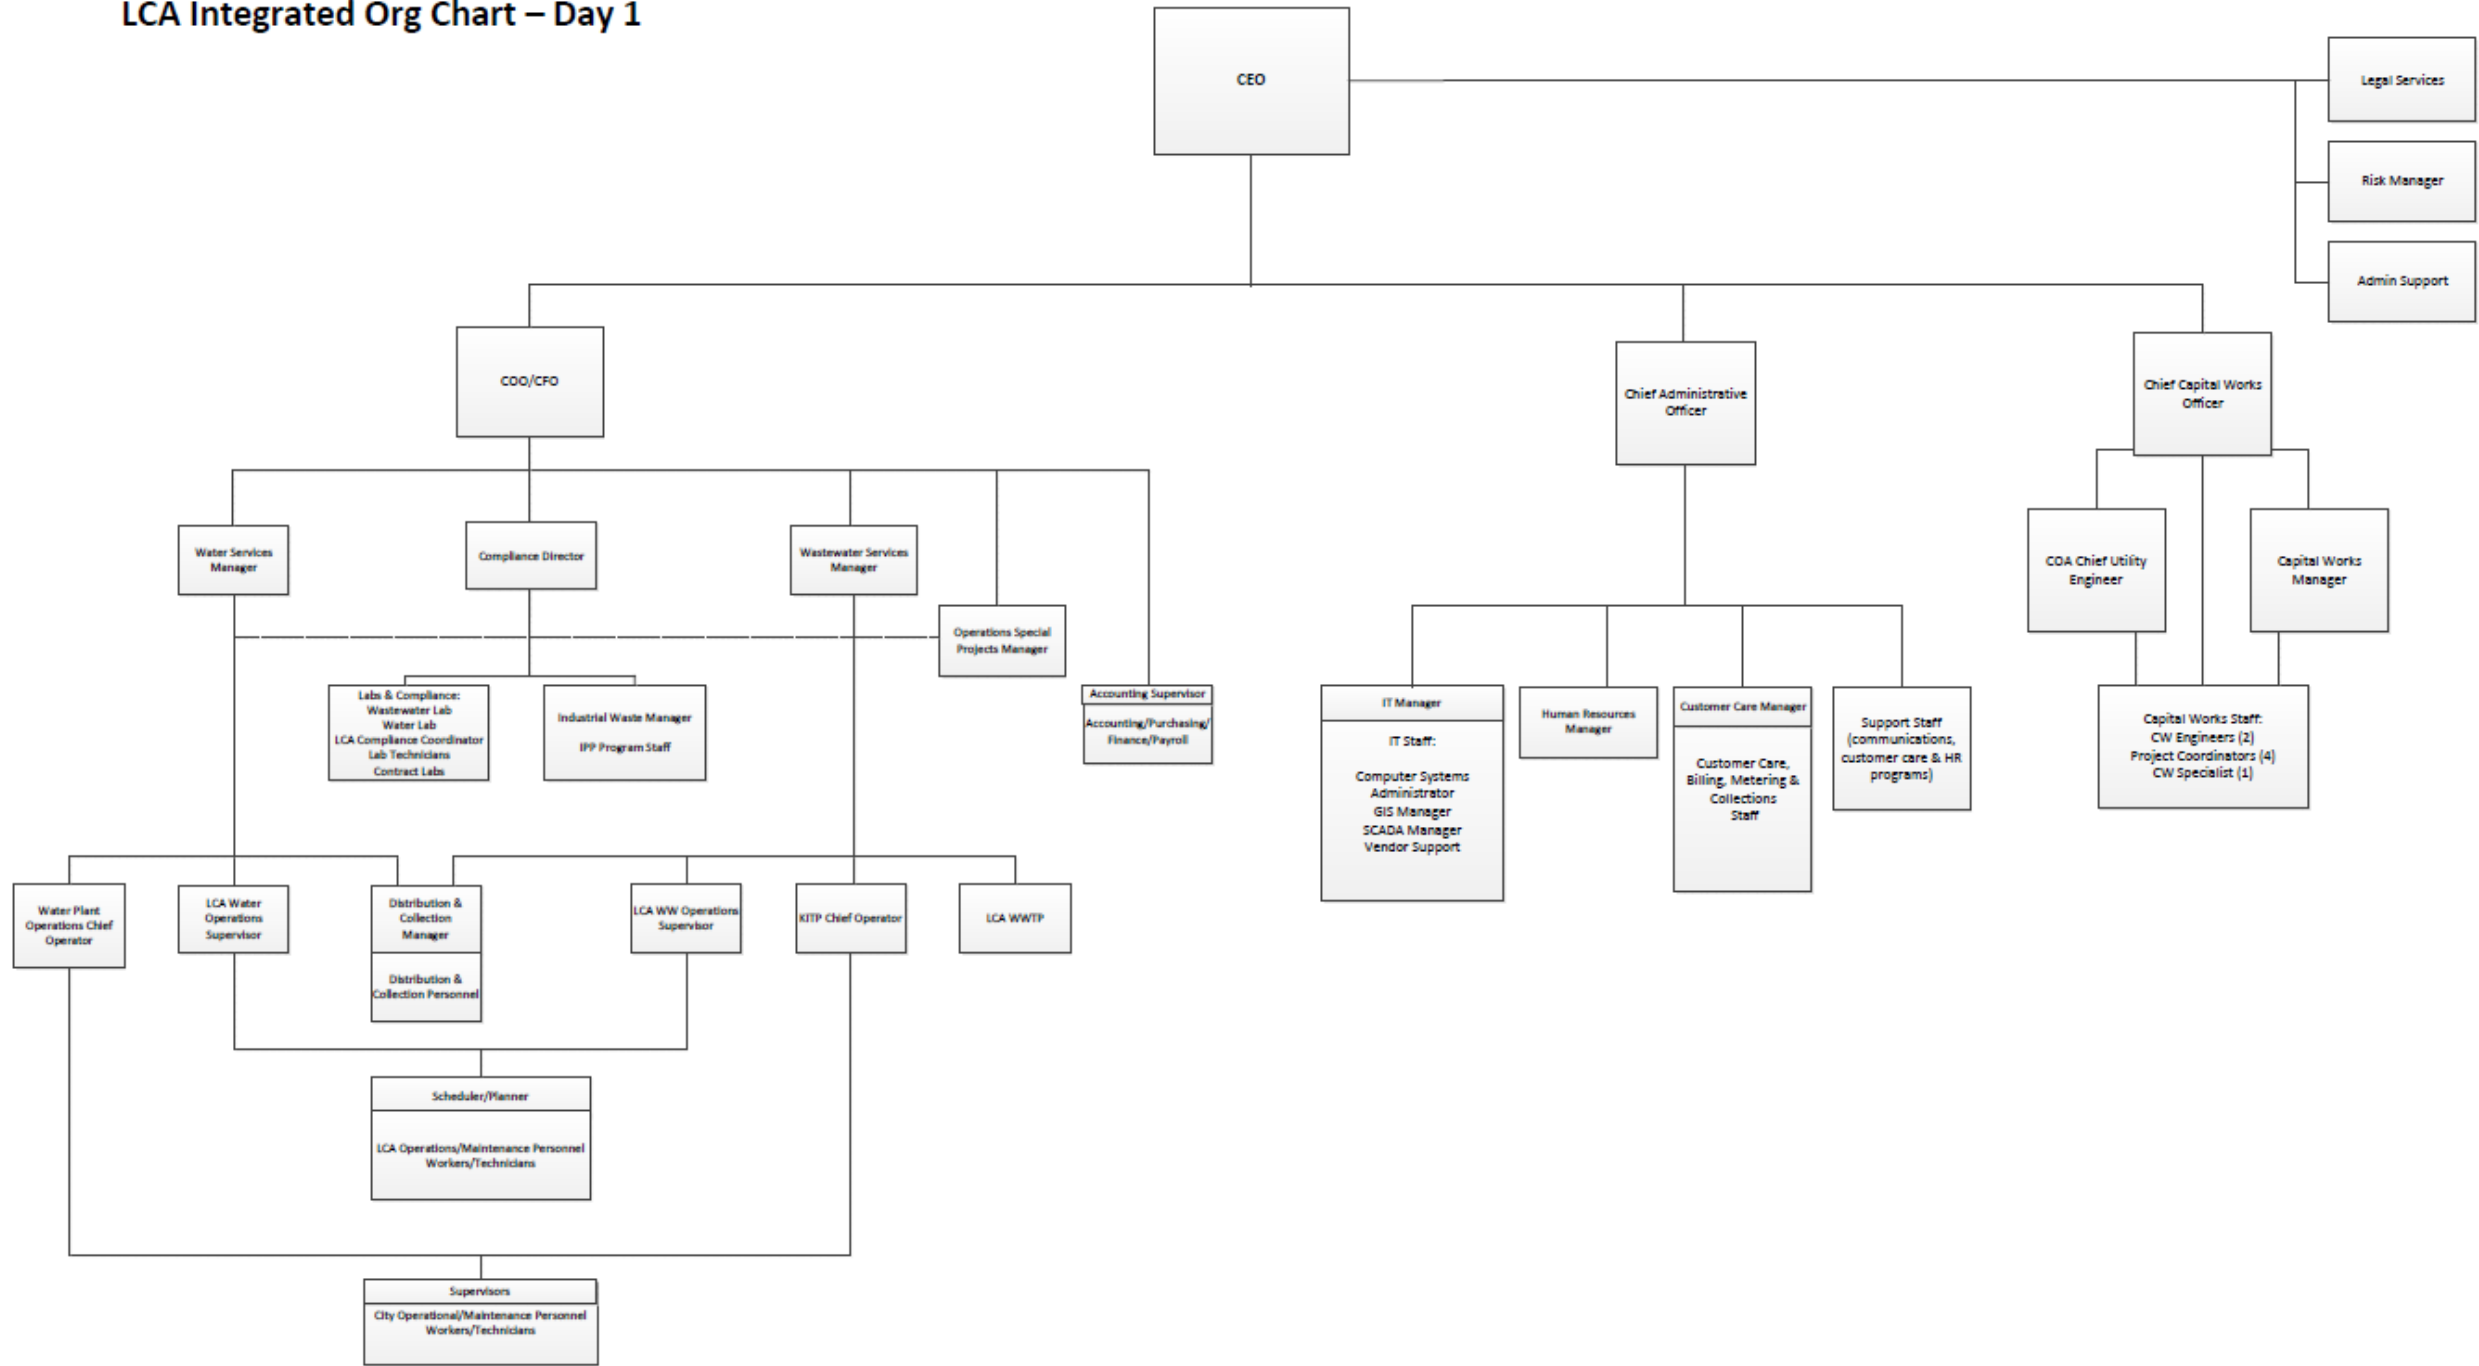 LCA Integrated Org Chart – Day 1
CEO
Legal Services
Risk Manager
Admin Support
COO/CFO
Chief Administrative
Officer
Chief Capital Works
Officer
Water Services
Manager
Compliance Director
Wastewater Services
Manager
Operations Special
Projects Manager
COA Chief Utility
Engineer
Capital Works
Manager
Labs & Compliance:
Wastewater Lab
Water Lab
LCA Compliance Coordinator
Lab Technicians
Contract Labs
Industrial Waste Manager
IPP Program Staff
Accounting Supervisor
Accounting/Purchasing/
Finance/Payroll
IT Manager
IT Staff:
Computer Systems
Administrator
GIS Manager
SCADA Manager
Vendor Support
Human Resources
Manager
Customer Care Manager
Customer Care,
Billing, Metering &
Collections
Staff
Support Staff
(communications,
customer care & HR
programs)
Capital Works Staff:
CW Engineers (2)
Project Coordinators (4)
CW Specialist (1)
Water Plant
Operations Chief
Operator
LCA Water
Operations
Supervisor
Distribution &
Collection
Manager
Distribution &
Collection Personnel
LCA WW Operations
Supervisor
KITP Chief Operator
LCA WWTP
Scheduler/Planner
LCA Operations/Maintenance Personnel
Workers/Technicians
Supervisors
City Operational/Maintenance Personnel
Workers/Technicians